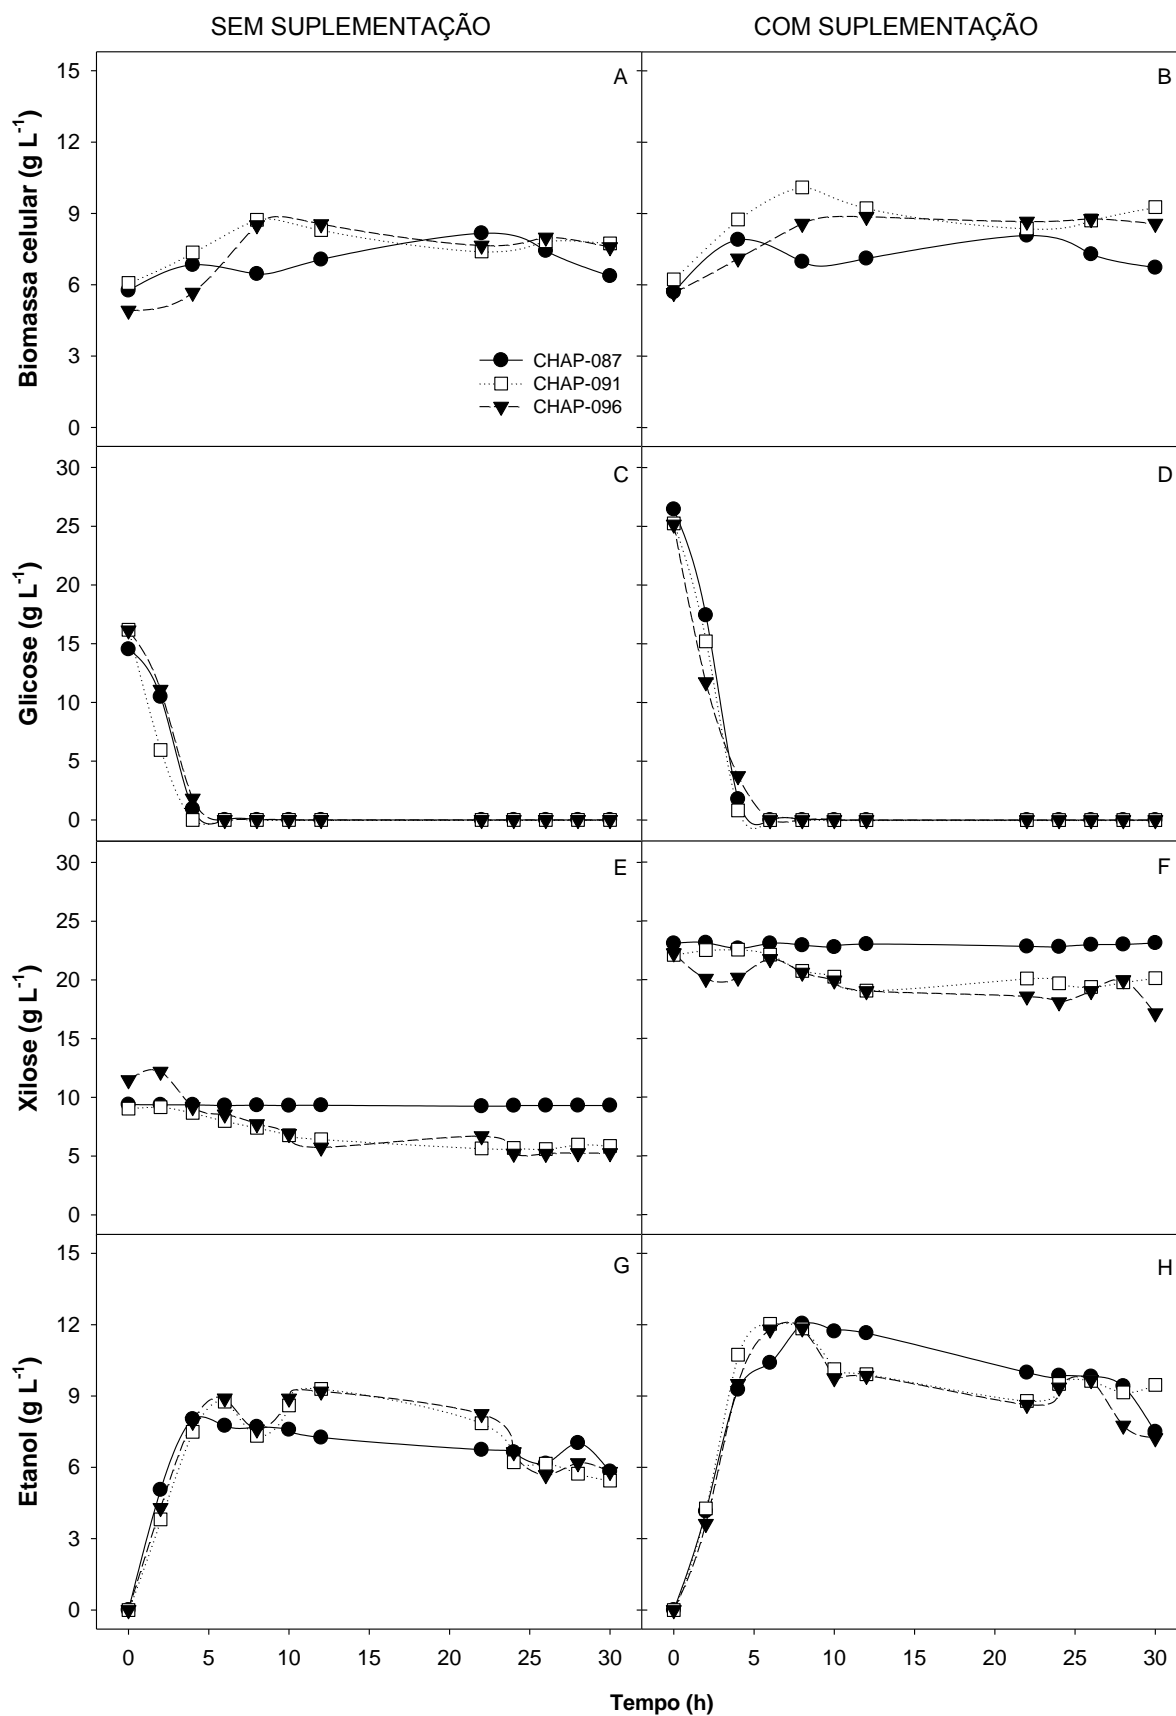 SEM SUPLEMENTAÇÃO COM SUPLEMENTAÇÃO
A B
Biomassa celular (g L-1)
15
12
9
6
3
0
CHAP-087
CHAP-091
CHAP-096
C D
Glicose (g L-1)
30
25
20
15
10
5
0
E F
Xilose (g L-1)
30
25
20
15
10
5
0
G H
Etanol (g L-1)
15
12
9
6
3
0
0 5 10 15 20 25 30 0 5 10 15 20 25 30
Tempo (h)